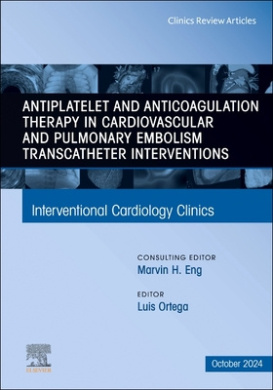 Clinics Review Articles
ANTIPLATELET AND ANTICOAGULATION
THERAPY IN CARDIOVASCULAR
AND PULMONARY EMBOLISM
TRANSCATHETER INTERVENTIONS
Interventional Cardiology Clinics
CONSULTING EDITOR
Marvin H. Eng
EDITOR
Luis Ortega
ELSEVIER
October 2024